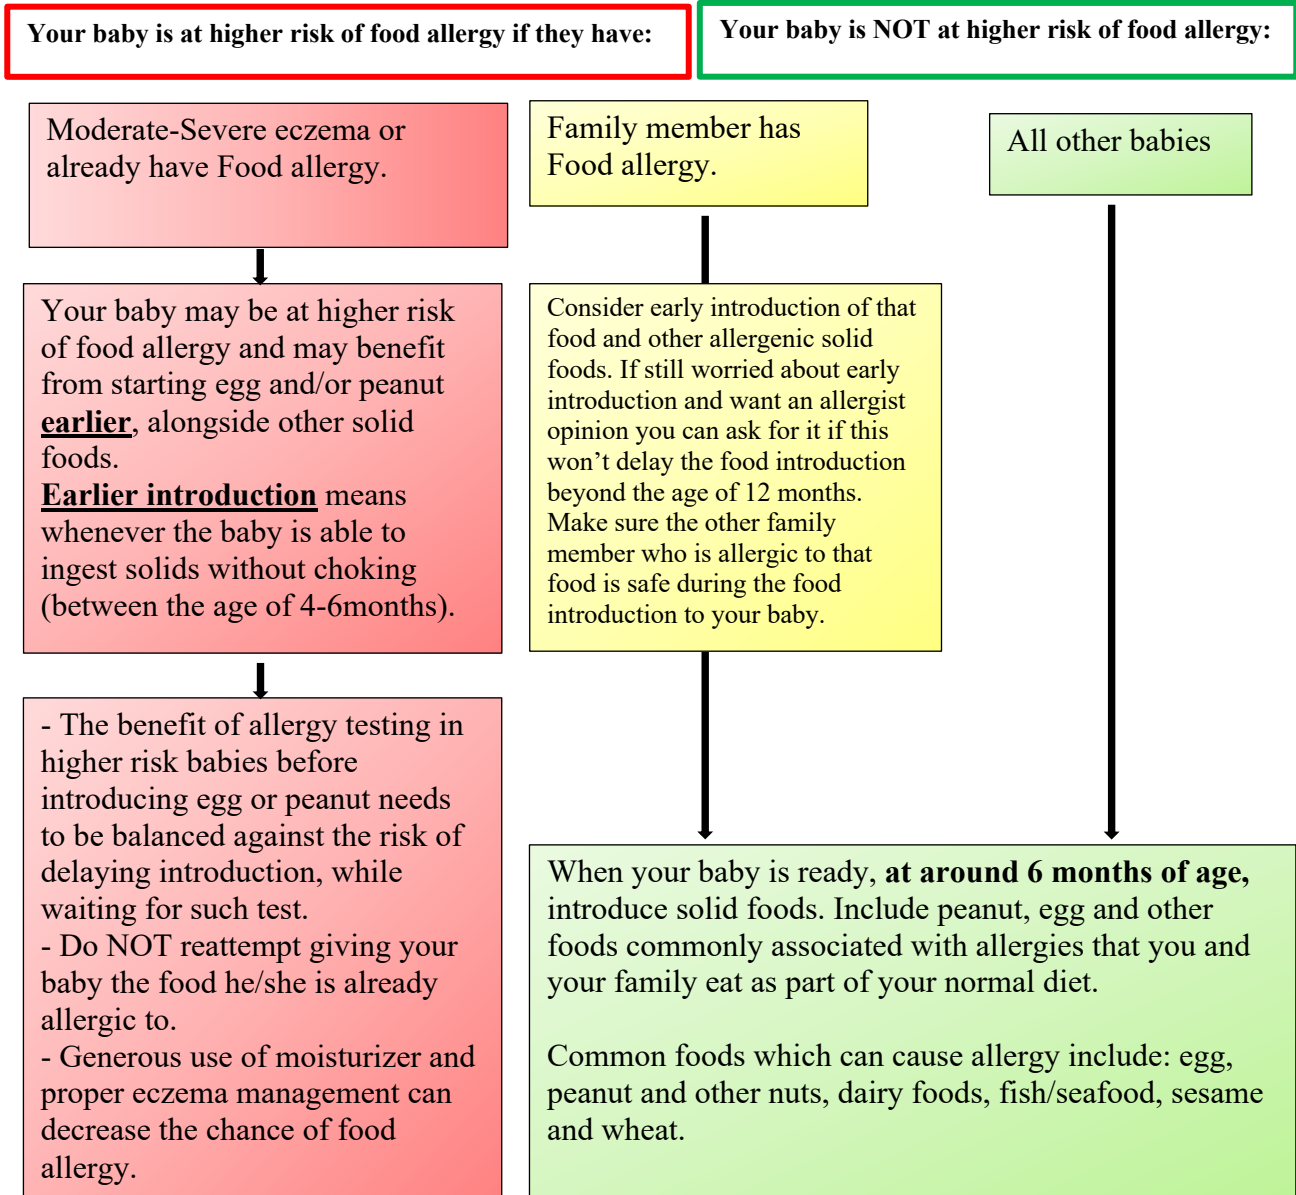 Your baby is at higher risk of food allergy if they have:
Your baby is NOT at higher risk of food allergy:
Moderate-Severe eczema or
already have Food allergy.
Family member has
Food allergy.
All other babies
Your baby may be at higher risk
of food allergy and may benefit
from starting egg and/or peanut
earlier, alongside other solid
foods.
Earlier introduction means
whenever the baby is able to
ingest solids without choking
(between the age of 4-6months).
Consider early introduction of that
food and other allergenic solid
foods. If still worried about early
introduction and want an allergist
opinion you can ask for it if this
won’t delay the food introduction
beyond the age of 12 months.
Make sure the other family
member who is allergic to that
food is safe during the food
introduction to your baby.
- The benefit of allergy testing in
higher risk babies before
introducing egg or peanut needs
to be balanced against the risk of
delaying introduction, while
waiting for such test.
- Do NOT reattempt giving your
baby the food he/she is already
allergic to.
- Generous use of moisturizer and
proper eczema management can
decrease the chance of food
allergy.
When your baby is ready, at around 6 months of age,
introduce solid foods. Include peanut, egg and other
foods commonly associated with allergies that you and
your family eat as part of your normal diet.
Common foods which can cause allergy include: egg,
peanut and other nuts, dairy foods, fish/seafood, sesame
and wheat.